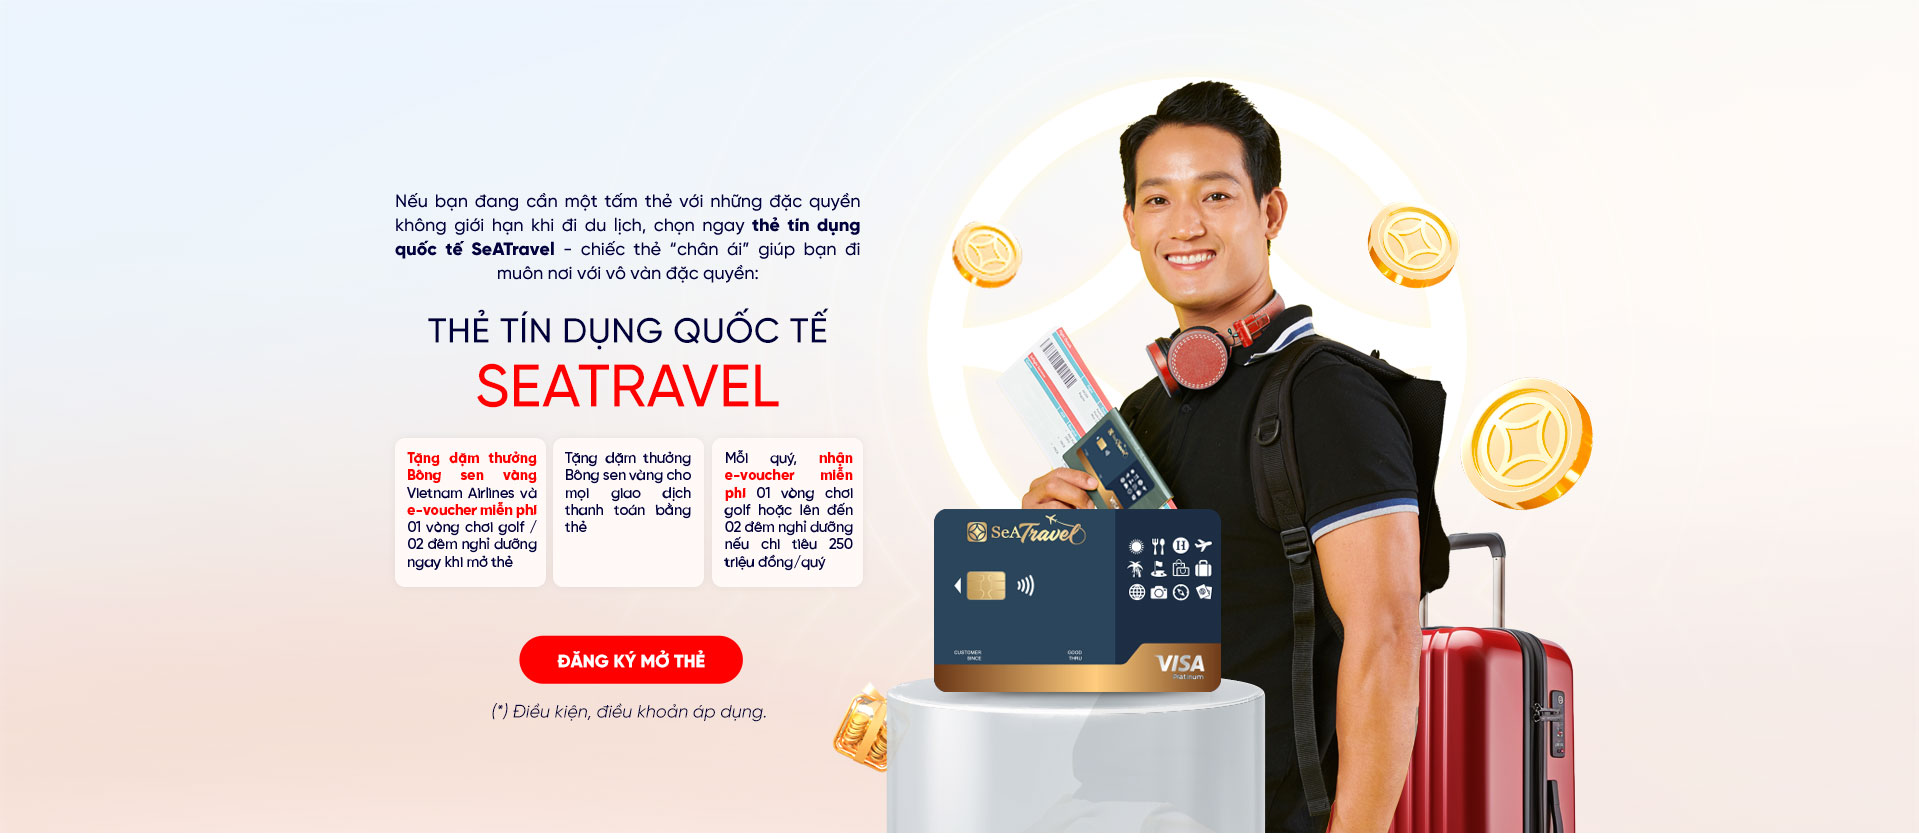 Nếu bạn đang cần một tấm thẻ với những đặc quyền
không giới hạn khi đi du lịch, chọn ngay thẻ tín dụng
quốc tế SeATravel - chiếc thẻ “chân ái” giúp bạn đi
muôn nơi với vô vàn đặc quyền:
THẺ TÍN DỤNG QUỐC TẾ
SEATRAVEL
Tặng dặm thưởng
Bông sen vàng
Vietnam Airlines và
e-voucher miễn phí
01 vòng chơi golf /
02 đêm nghỉ dưỡng
ngay khi mở thẻ
Tặng dặm thưởng
Bông sen vàng cho
mọi giao dịch
thanh toán bằng
thẻ
Mỗi quý, nhận
e-voucher miễn
phí 01 vòng chơi
golf hoặc lên đến
02 đêm nghỉ dưỡng
nếu chi tiêu 250
triệu đồng/quý
ĐĂNG KÝ MỞ THẺ
(*) Điều kiện, điều khoản áp dụng.
SeATravel
CUSTOMER
SINCE
GOOD
THRU
VISA
Platinum